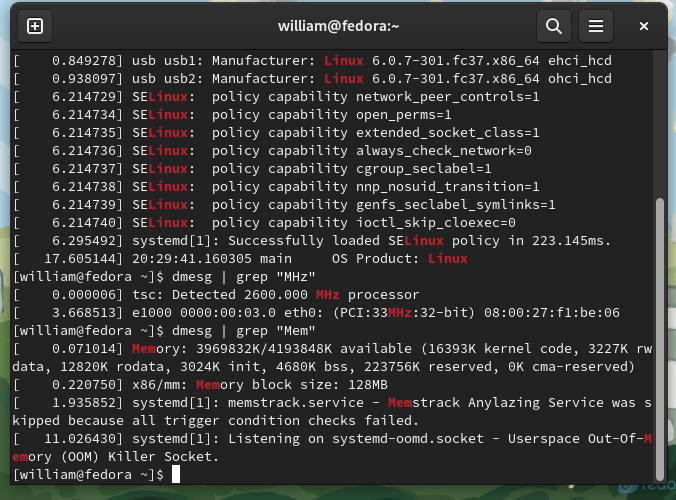 william@fedora:~
[    0.849278] usb usb1: Manufacturer: Linux 6.0.7-301.fc37.x86_64 ehci_hcd
[    0.938097] usb usb2: Manufacturer: Linux 6.0.7-301.fc37.x86_64 ohci_hcd
[    6.214729] SELinux:  policy capability network_peer_controls=1
[    6.214734] SELinux:  policy capability open_perms=1
[    6.214735] SELinux:  policy capability extended_socket_class=1
[    6.214736] SELinux:  policy capability always_check_network=0
[    6.214737] SELinux:  policy capability cgroup_seclabel=1
[    6.214738] SELinux:  policy capability nnp_nosuid_transition=1
[    6.214739] SELinux:  policy capability genfs_seclabel_symlinks=1
[    6.214740] SELinux:  policy capability ioctl_skip_cloexec=0
[    6.295492] systemd[1]: Successfully loaded SELinux policy in 223.145ms.
[   17.605144] 20:29:41.160305 main     OS Product: Linux
[william@fedora ~]$ dmesg | grep "MHz"
[    0.000006] tsc: Detected 2600.000 MHz processor
[    3.668513] e1000 0000:00:03.0 eth0: (PCI:33MHz:32-bit) 08:00:27:f1:be:06
[william@fedora ~]$ dmesg | grep "Mem"
[    0.071014] Memory: 3969832K/4193848K available (16393K kernel code, 3227K rw
data, 12820K rodata, 3024K init, 4680K bss, 223756K reserved, 0K cma-reserved)
[    0.220750] x86/mm: Memory block size: 128MB
[    1.935852] systemd[1]: memstrack.service - Memstrack Anylazing Service was s
kipped because all trigger condition checks failed.
[   11.026430] systemd[1]: Listening on systemd-oomd.socket - Userspace Out-Of-M
emory (OOM) Killer Socket.
[william@fedora ~]$